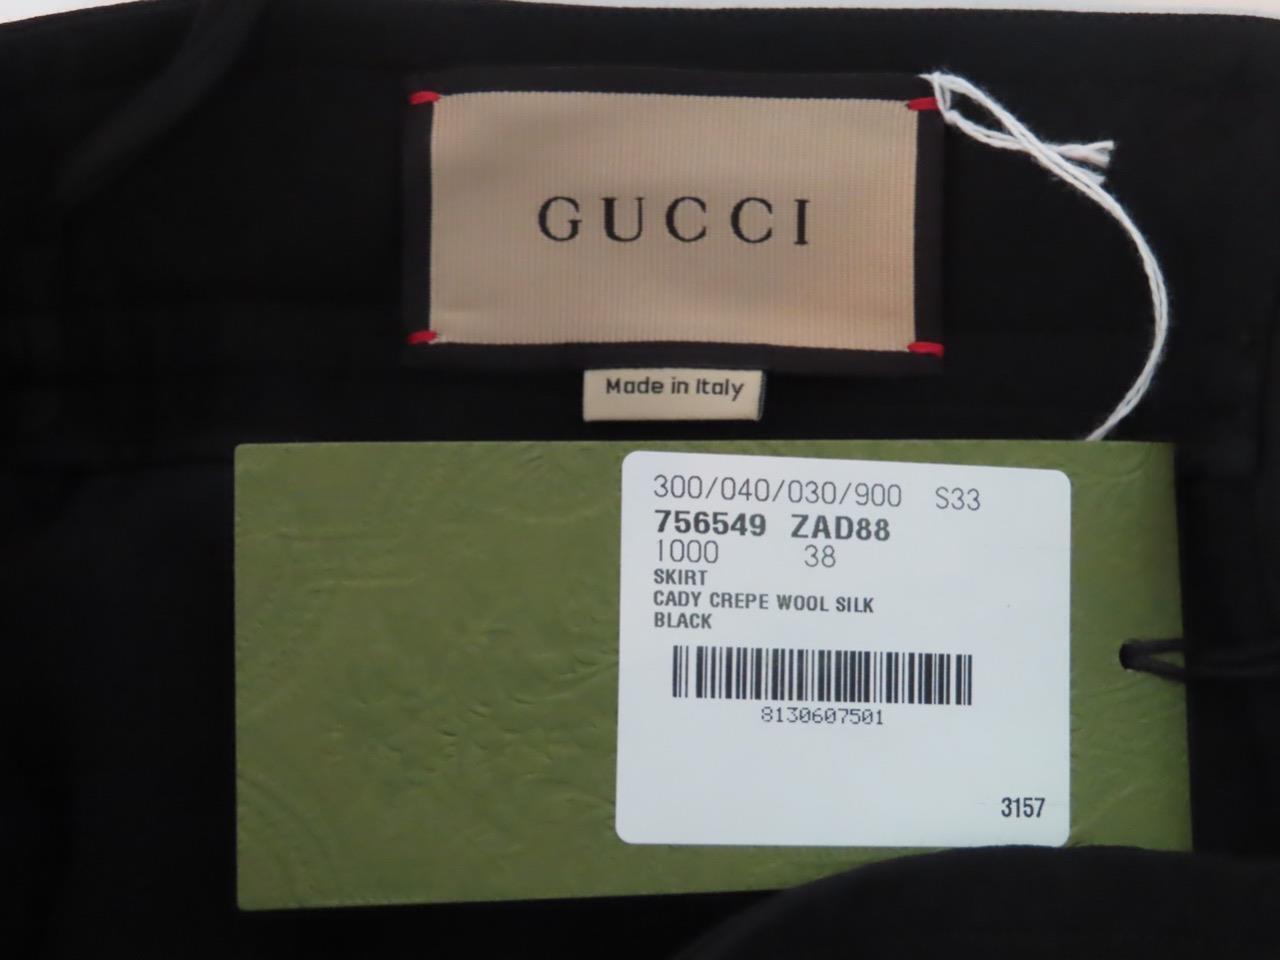 GUCCI
Made in Italy
300/040/030/900 S33
756549 ZAD88
1000 38
SKIRT
CADY CREPE WOOL SILK
BLACK
8130607501
3157